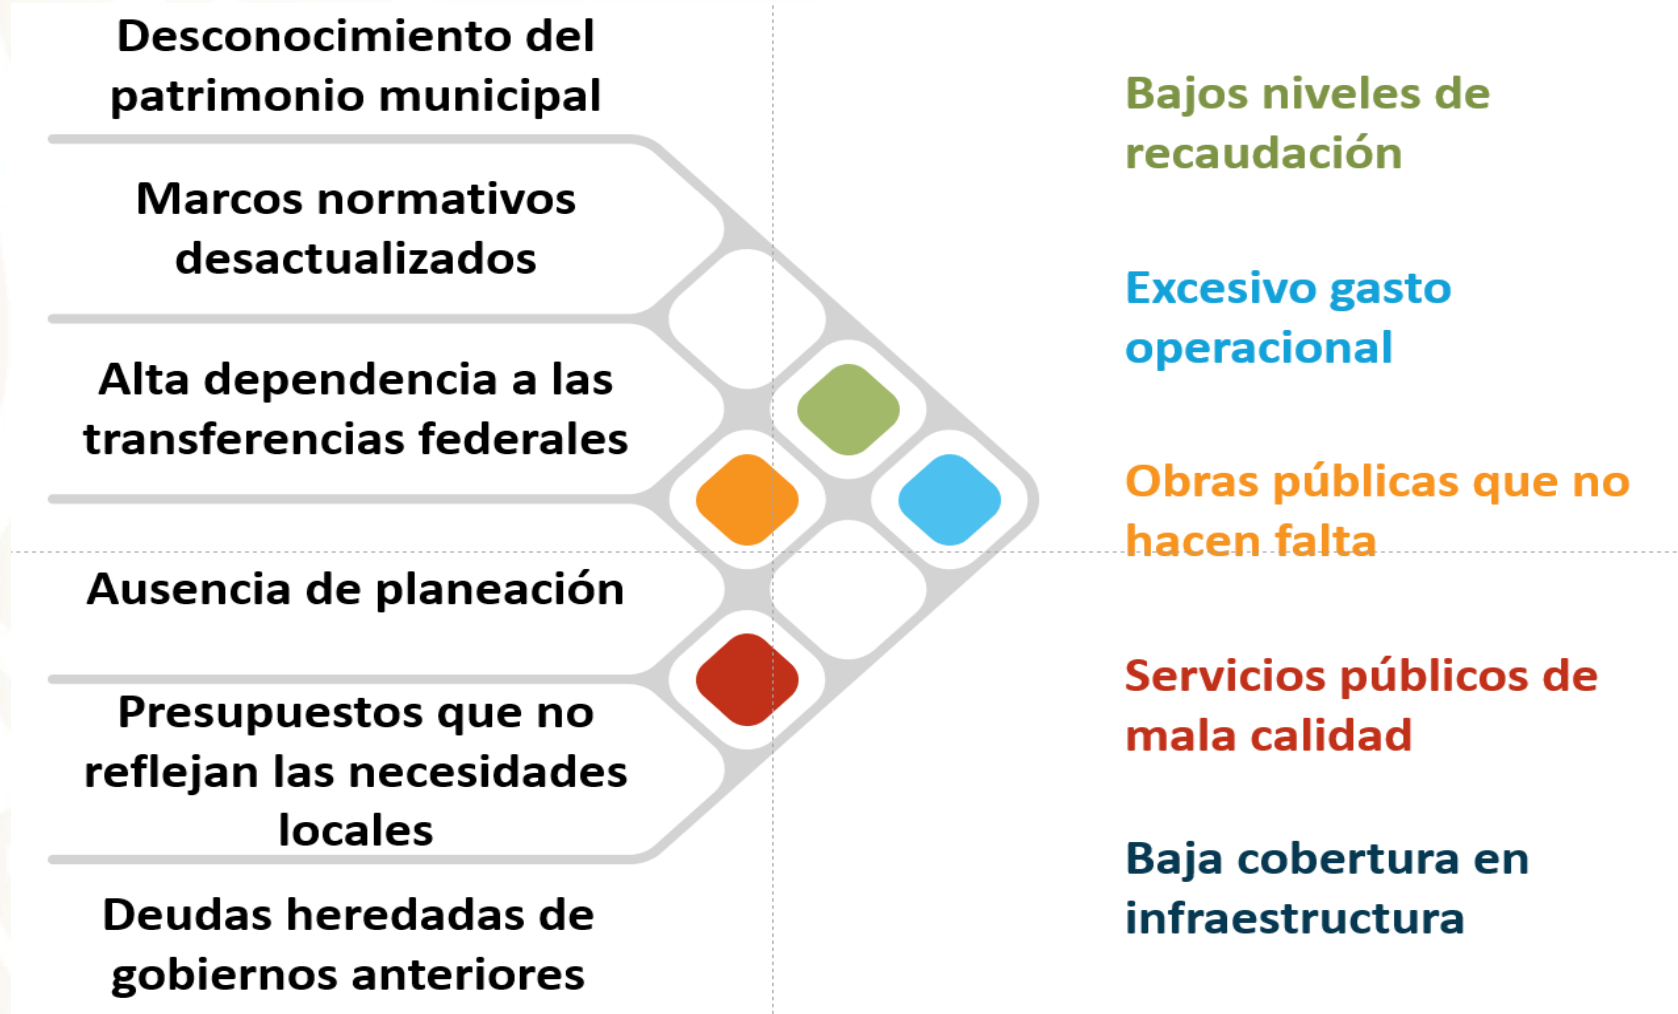 Desconocimiento del
patrimonio municipal
Marcos normativos
desactualizados
Alta dependencia a las
transferencias federales
Ausencia de planeación
Presupuestos que no
reflejan las necesidades
locales
Deudas heredadas de
gobiernos anteriores
Bajos niveles de
recaudación
Excesivo gasto
operacional
Obras públicas que no
hacen falta
Servicios públicos de
mala calidad
Baja cobertura en
infraestructura